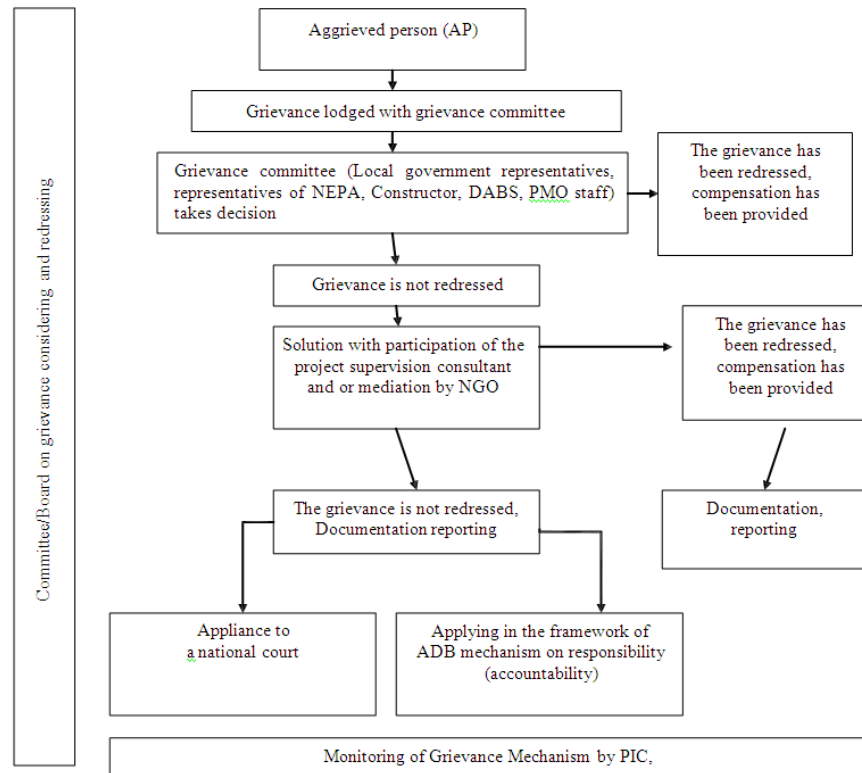 Aggrieved person (AP)
Grievance lodged with grievance committee
Grievance committee (Local government representatives,
representatives of NEPA, Constructor, DABS, PMO staff)
takes decision
The grievance has
been redressed,
compensation has
been provided
Grievance is not redressed
Solution with participation of the
project supervision consultant
and or mediation by NGO
The grievance has
been redressed,
compensation has
been provided
The grievance is not redressed,
Documentation reporting
Documentation,
reporting
Appliance to
a national court
Applying in the framework of
ADB mechanism on responsibility
(accountability)
Monitoring of Grievance Mechanism by PIC,
Committee/Board on grievance considering and redressing